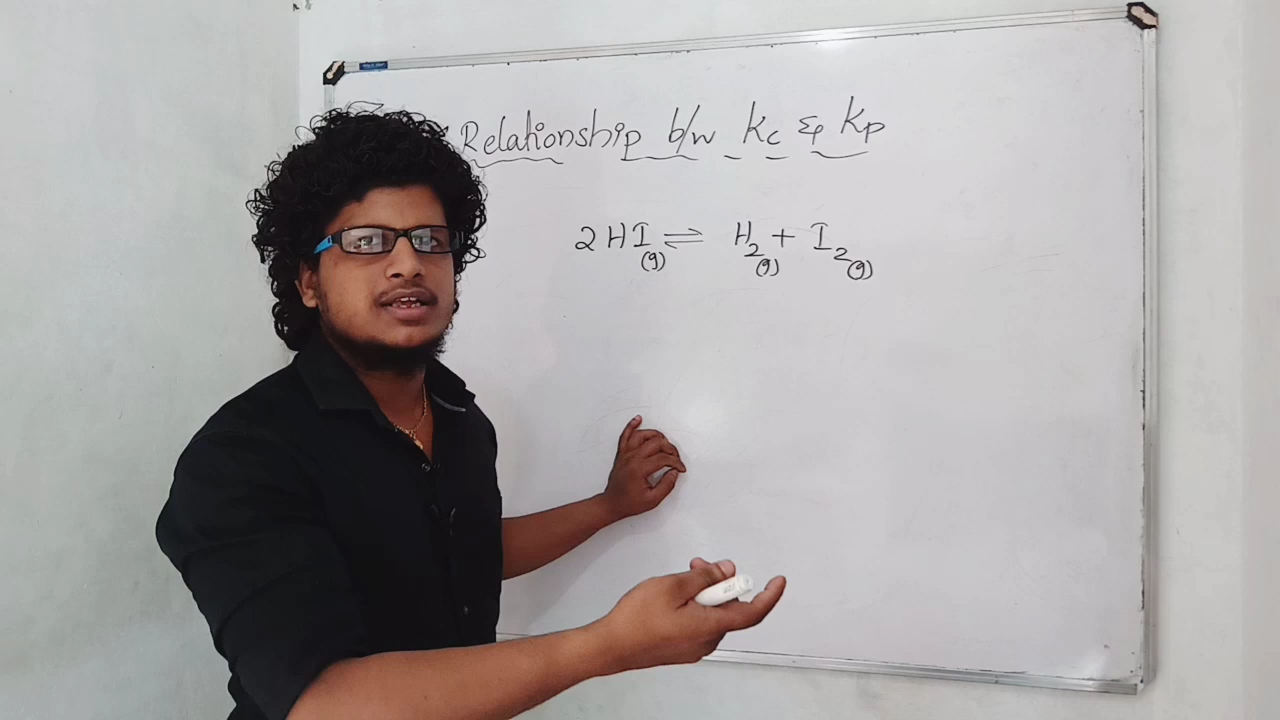 Relationship b/w Kc & Kp
2HI(g) ⇌ H2(g) + I2(g)